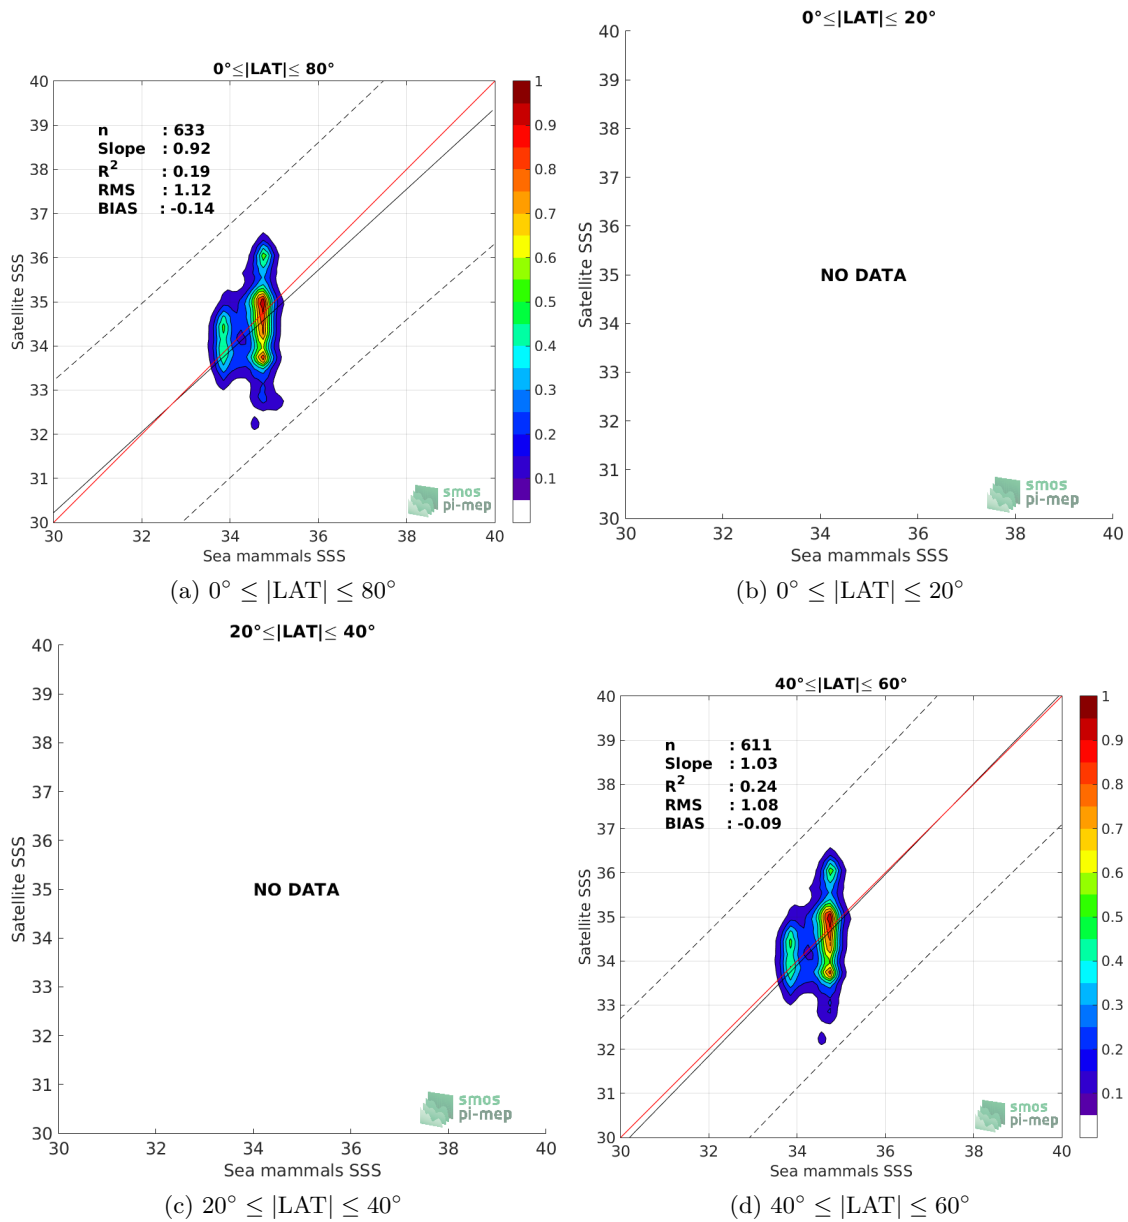 0°≤|LAT|≤ 80°
40
39
38
37
36
35
34
33
32
31
30
Satellite SSS
n : 633
Slope : 0.92
R2 : 0.19
RMS : 1.12
BIAS : -0.14
smos
pi-mep
30 32 34 36 38 40
Sea mammals SSS
1
0.9
0.8
0.7
0.6
0.5
0.4
0.3
0.2
0.1
(a) 0° ≤ |LAT| ≤ 80°
0°≤|LAT|≤ 20°
40
39
38
37
36
35
34
33
32
31
30
Satellite SSS
NO DATA
smos
pi-mep
30 32 34 36 38 40
Sea mammals SSS
(b) 0° ≤ |LAT| ≤ 20°
20°≤|LAT|≤ 40°
40
39
38
37
36
35
34
33
32
31
30
Satellite SSS
NO DATA
smos
pi-mep
30 32 34 36 38 40
Sea mammals SSS
(c) 20° ≤ |LAT| ≤ 40°
40°≤|LAT|≤ 60°
40
39
38
37
36
35
34
33
32
31
30
Satellite SSS
n : 611
Slope : 1.03
R2 : 0.24
RMS : 1.08
BIAS : -0.09
smos
pi-mep
30 32 34 36 38 40
Sea mammals SSS
1
0.9
0.8
0.7
0.6
0.5
0.4
0.3
0.2
0.1
(d) 40° ≤ |LAT| ≤ 60°